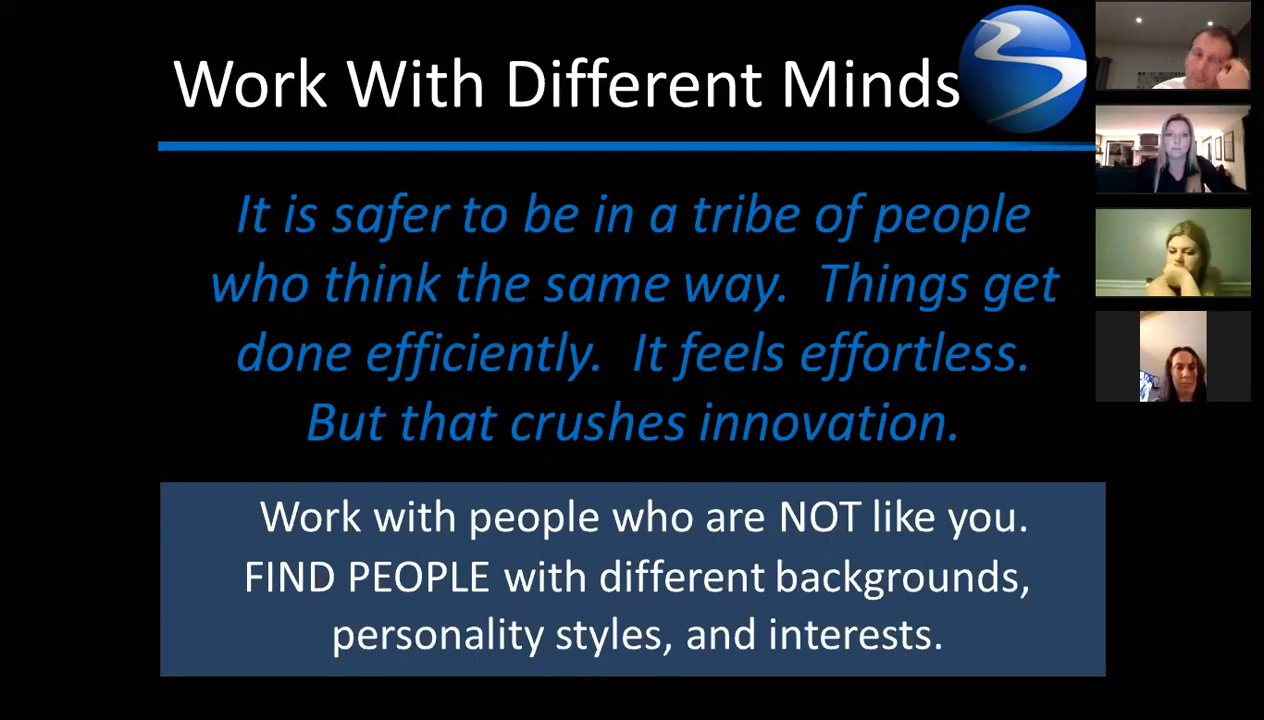 Work With Different Minds
It is safer to be in a tribe of people
who think the same way.  Things get
done efficiently.  It feels effortless.
But that crushes innovation.
Work with people who are NOT like you.
FIND PEOPLE with different backgrounds,
personality styles, and interests.